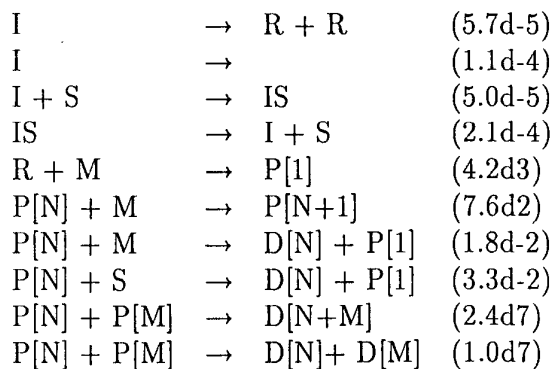 I → R + R (5.7d-5)
I → (1.1d-4)
I + S → IS (5.0d-5)
IS → I + S (2.1d-4)
R + M → P[1] (4.2d3)
P[N] + M → P[N+1] (7.6d2)
P[N] + M → D[N] + P[1] (1.8d-2)
P[N] + S → D[N] + P[1] (3.3d-2)
P[N] + P[M] → D[N+M] (2.4d7)
P[N] + P[M] → D[N]+ D[M] (1.0d7)